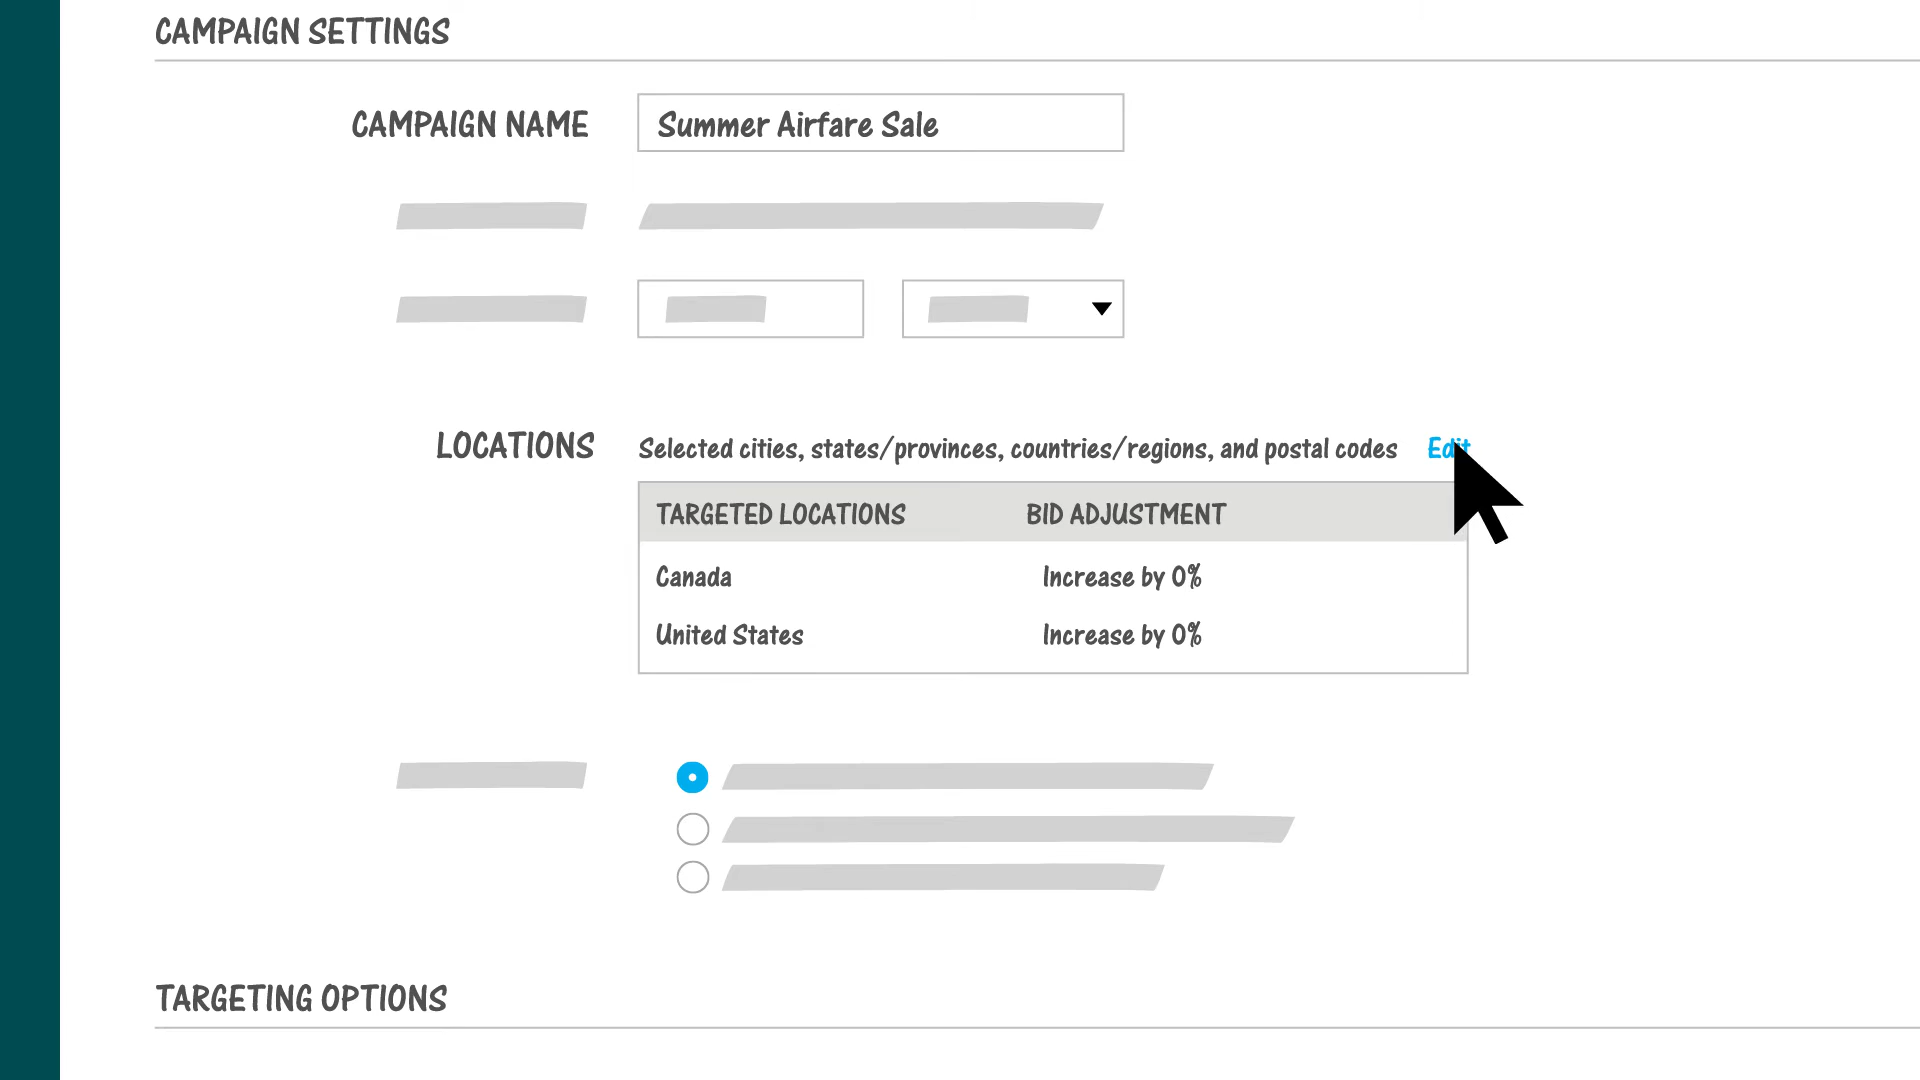 CAMPAIGN SETTINGS
CAMPAIGN NAME Summer Airfare Sale
LOCATIONS Selected cities, states/provinces, countries/regions, and postal codes Edit
TARGETED LOCATIONS BID ADJUSTMENT
Canada Increase by 0%
United States Increase by 0%
TARGETING OPTIONS